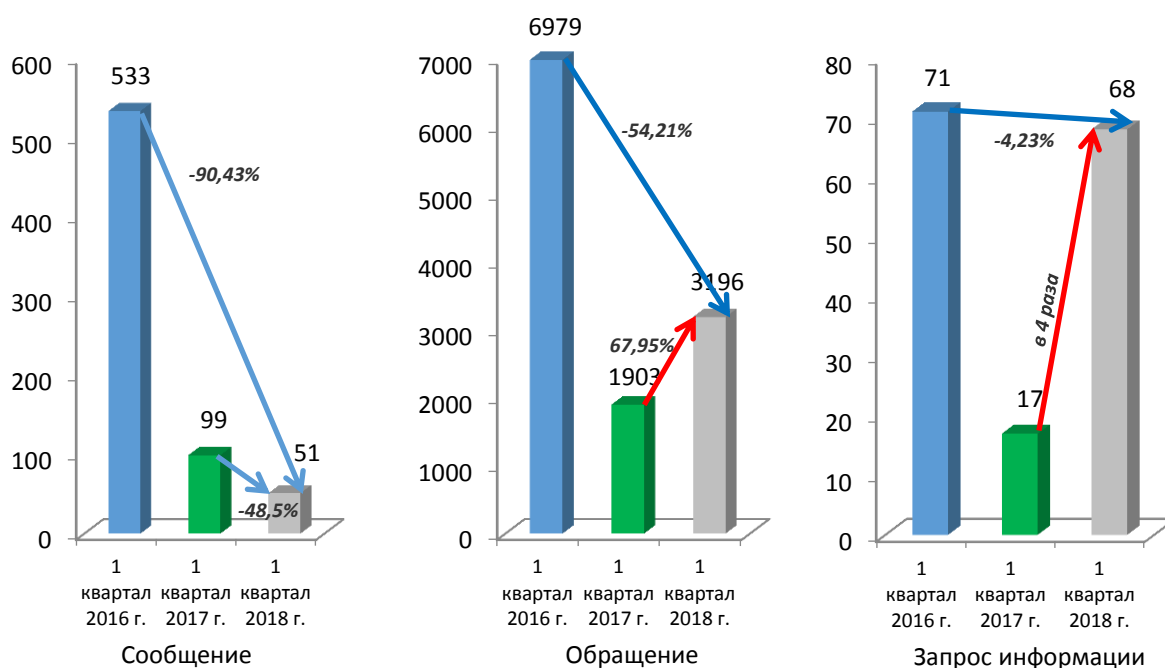 600
500
400
300
200
100
0
533
99
51
-90,43%
-48,5%
1
квартал
2016 г.
1
квартал
2017 г.
1
квартал
2018 г.
Сообщение
7000
6000
5000
4000
3000
2000
1000
0
6979
1903
3196
-54,21%
67,95%
1
квартал
2016 г.
1
квартал
2017 г.
1
квартал
2018 г.
Обращение
80
70
60
50
40
30
20
10
0
71
17
68
-4,23%
в 4 раза
1
квартал
2016 г.
1
квартал
2017 г.
1
квартал
2018 г.
Запрос информации